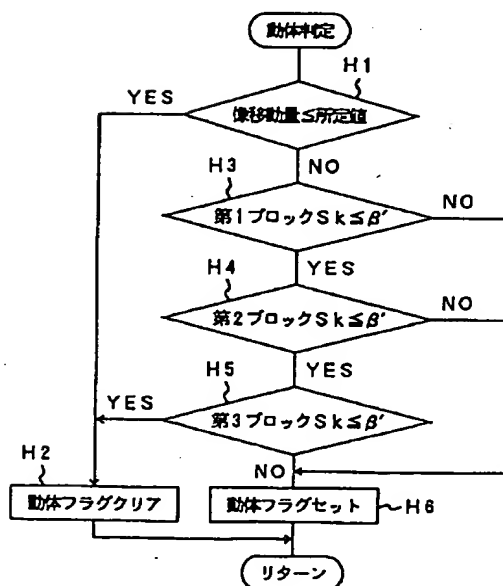 動体判定
H1
YES
像移動量≦所定値
H3
NO
NO
第1ブロックSk≦β′
H4
YES
NO
第2ブロックSk≦β′
H5
YES
YES
第3ブロックSk≦β′
H2
NO
動体フラグクリア
動体フラグセット
H6
リターン